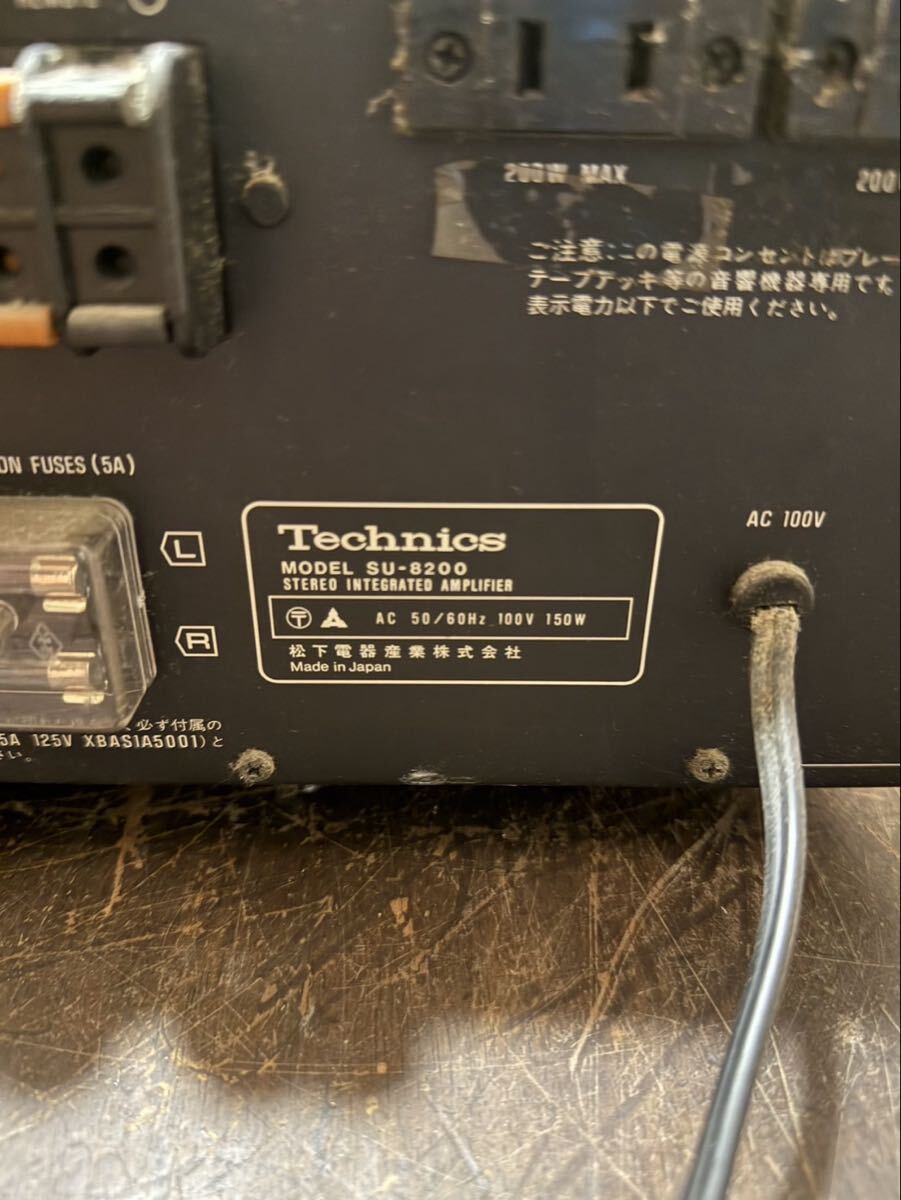 REMOTE
200W MAX
200
ご注意:この電源コンセントはプレー
テープデッキ等の音響機器専用です。
表示電力以下でご使用ください。
ON FUSES (5A)
L
R
AC 100V
Technics
MODEL SU-8200
STEREO INTEGRATED AMPLIFIER
AC 50/60Hz 100V 150W
松下電器産業株式会社
Made in Japan
必ず付属の
5A 125V XBAS1A5001)と
さい。